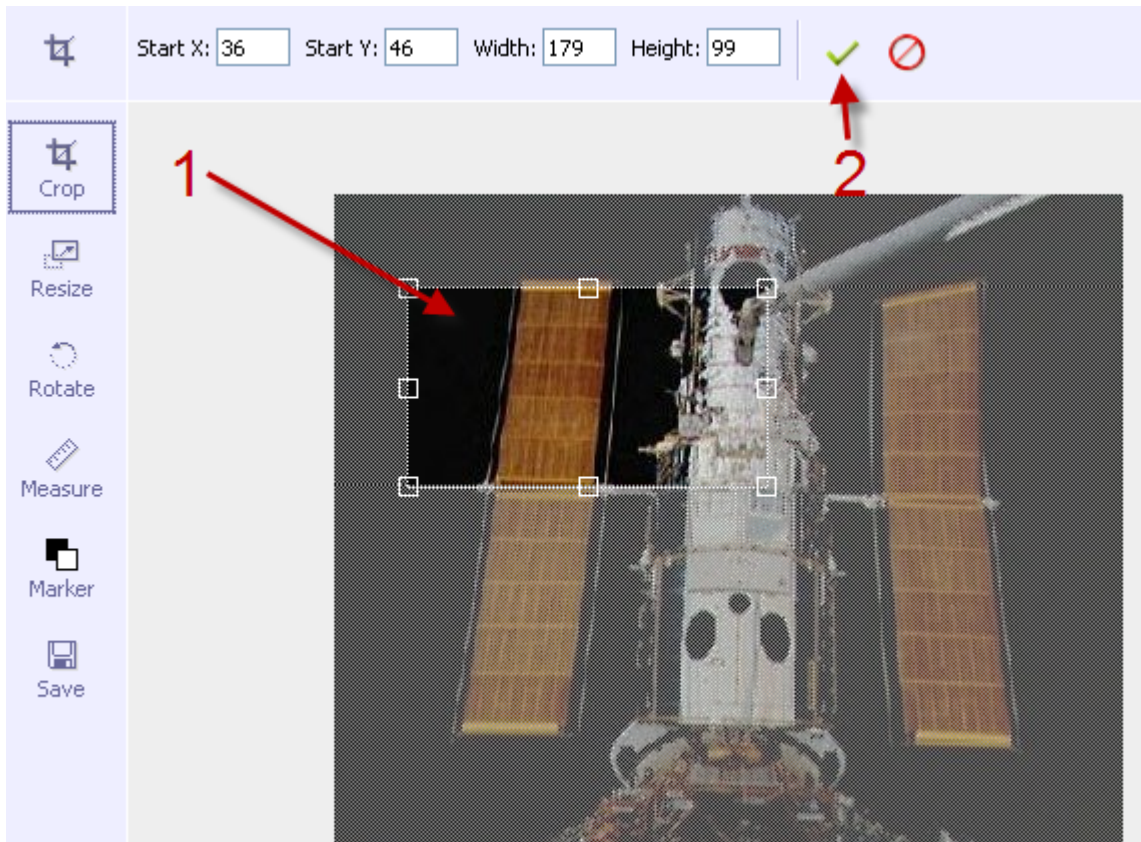 Start X: 36 Start Y: 46 Width: 179 Height: 99
Crop
1
2
Resize
Rotate
Measure
Marker
Save